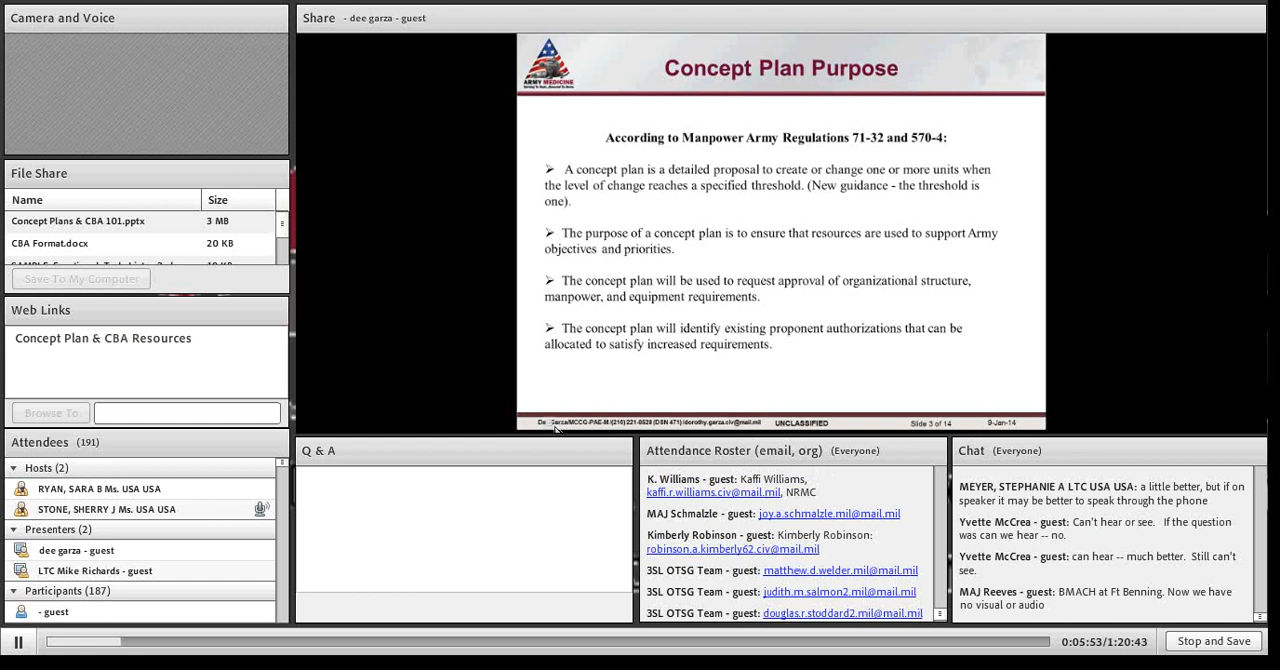 Camera and Voice
Share - dee garza - guest
ARMY MEDICINE
Concept Plan Purpose
According to Manpower Army Regulations 71-32 and 570-4:
➢ A concept plan is a detailed proposal to create or change one or more units when
the level of change reaches a specified threshold. (New guidance - the threshold is
one).
➢ The purpose of a concept plan is to ensure that resources are used to support Army
objectives and priorities.
➢ The concept plan will be used to request approval of organizational structure,
manpower, and equipment requirements.
➢ The concept plan will identify existing proponent authorizations that can be
allocated to satisfy increased requirements.
Garza/MCCG-PAE-M/(210) 221-8528 (DSN 471) /dorothy.garza.civ@mail.mil UNCLASSIFIED Slide 3 of 14 9-Jan-14
File Share
Name Size
Concept Plans & CBA 101.pptx 3 MB
CBA Format.docx 20 KB
Save To My Computer
Web Links
Concept Plan & CBA Resources
Browse To
Attendees (191)
Hosts (2)
RYAN, SARA B Ms. USA USA
STONE, SHERRY J Ms. USA USA
Presenters (2)
dee garza - guest
LTC Mike Richards - guest
Participants (187)
- guest
Q & A
Attendance Roster (email, org) (Everyone)
K. Williams - guest: Kaffi Williams,
kaffi.r.williams.civ@mail.mil, NRMC
MAJ Schmalzle - guest: joy.a.schmalzle.mil@mail.mil
Kimberly Robinson - guest: Kimberly Robinson:
robinson.a.kimberly62.civ@mail.mil
3SL OTSG Team - guest: matthew.d.welder.mil@mail.mil
3SL OTSG Team - guest: judith.m.salmon2.mil@mail.mil
3SL OTSG Team - guest: douglas.r.stoddard2.mil@mail.mil
Chat (Everyone)
MEYER, STEPHANIE A LTC USA USA: a little better, but if on
speaker it may be better to speak through the phone
Yvette McCrea - guest: Can't hear or see. If the question
was can we hear -- no.
Yvette McCrea - guest: can hear -- much better. Still can't
see.
MAJ Reeves - guest: BMACH at Ft Benning. Now we have
no visual or audio
0:05:53/1:20:43
Stop and Save